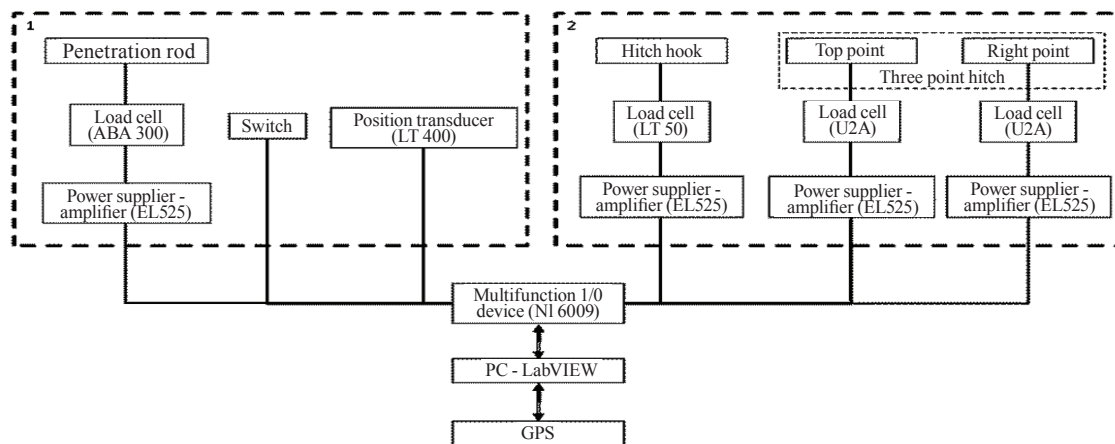 1
Penetration rod
Load cell
(ABA 300)
Switch
Position transducer
(LT 400)
Power supplier -
amplifier (EL525)
2
Hitch hook
Top point
Right point
Three point hitch
Load cell
(LT 50)
Load cell
(U2A)
Load cell
(U2A)
Power supplier -
amplifier (EL525)
Power supplier -
amplifier (EL525)
Power supplier -
amplifier (EL525)
Multifunction 1/0
device (Nl 6009)
PC - LabVIEW
GPS